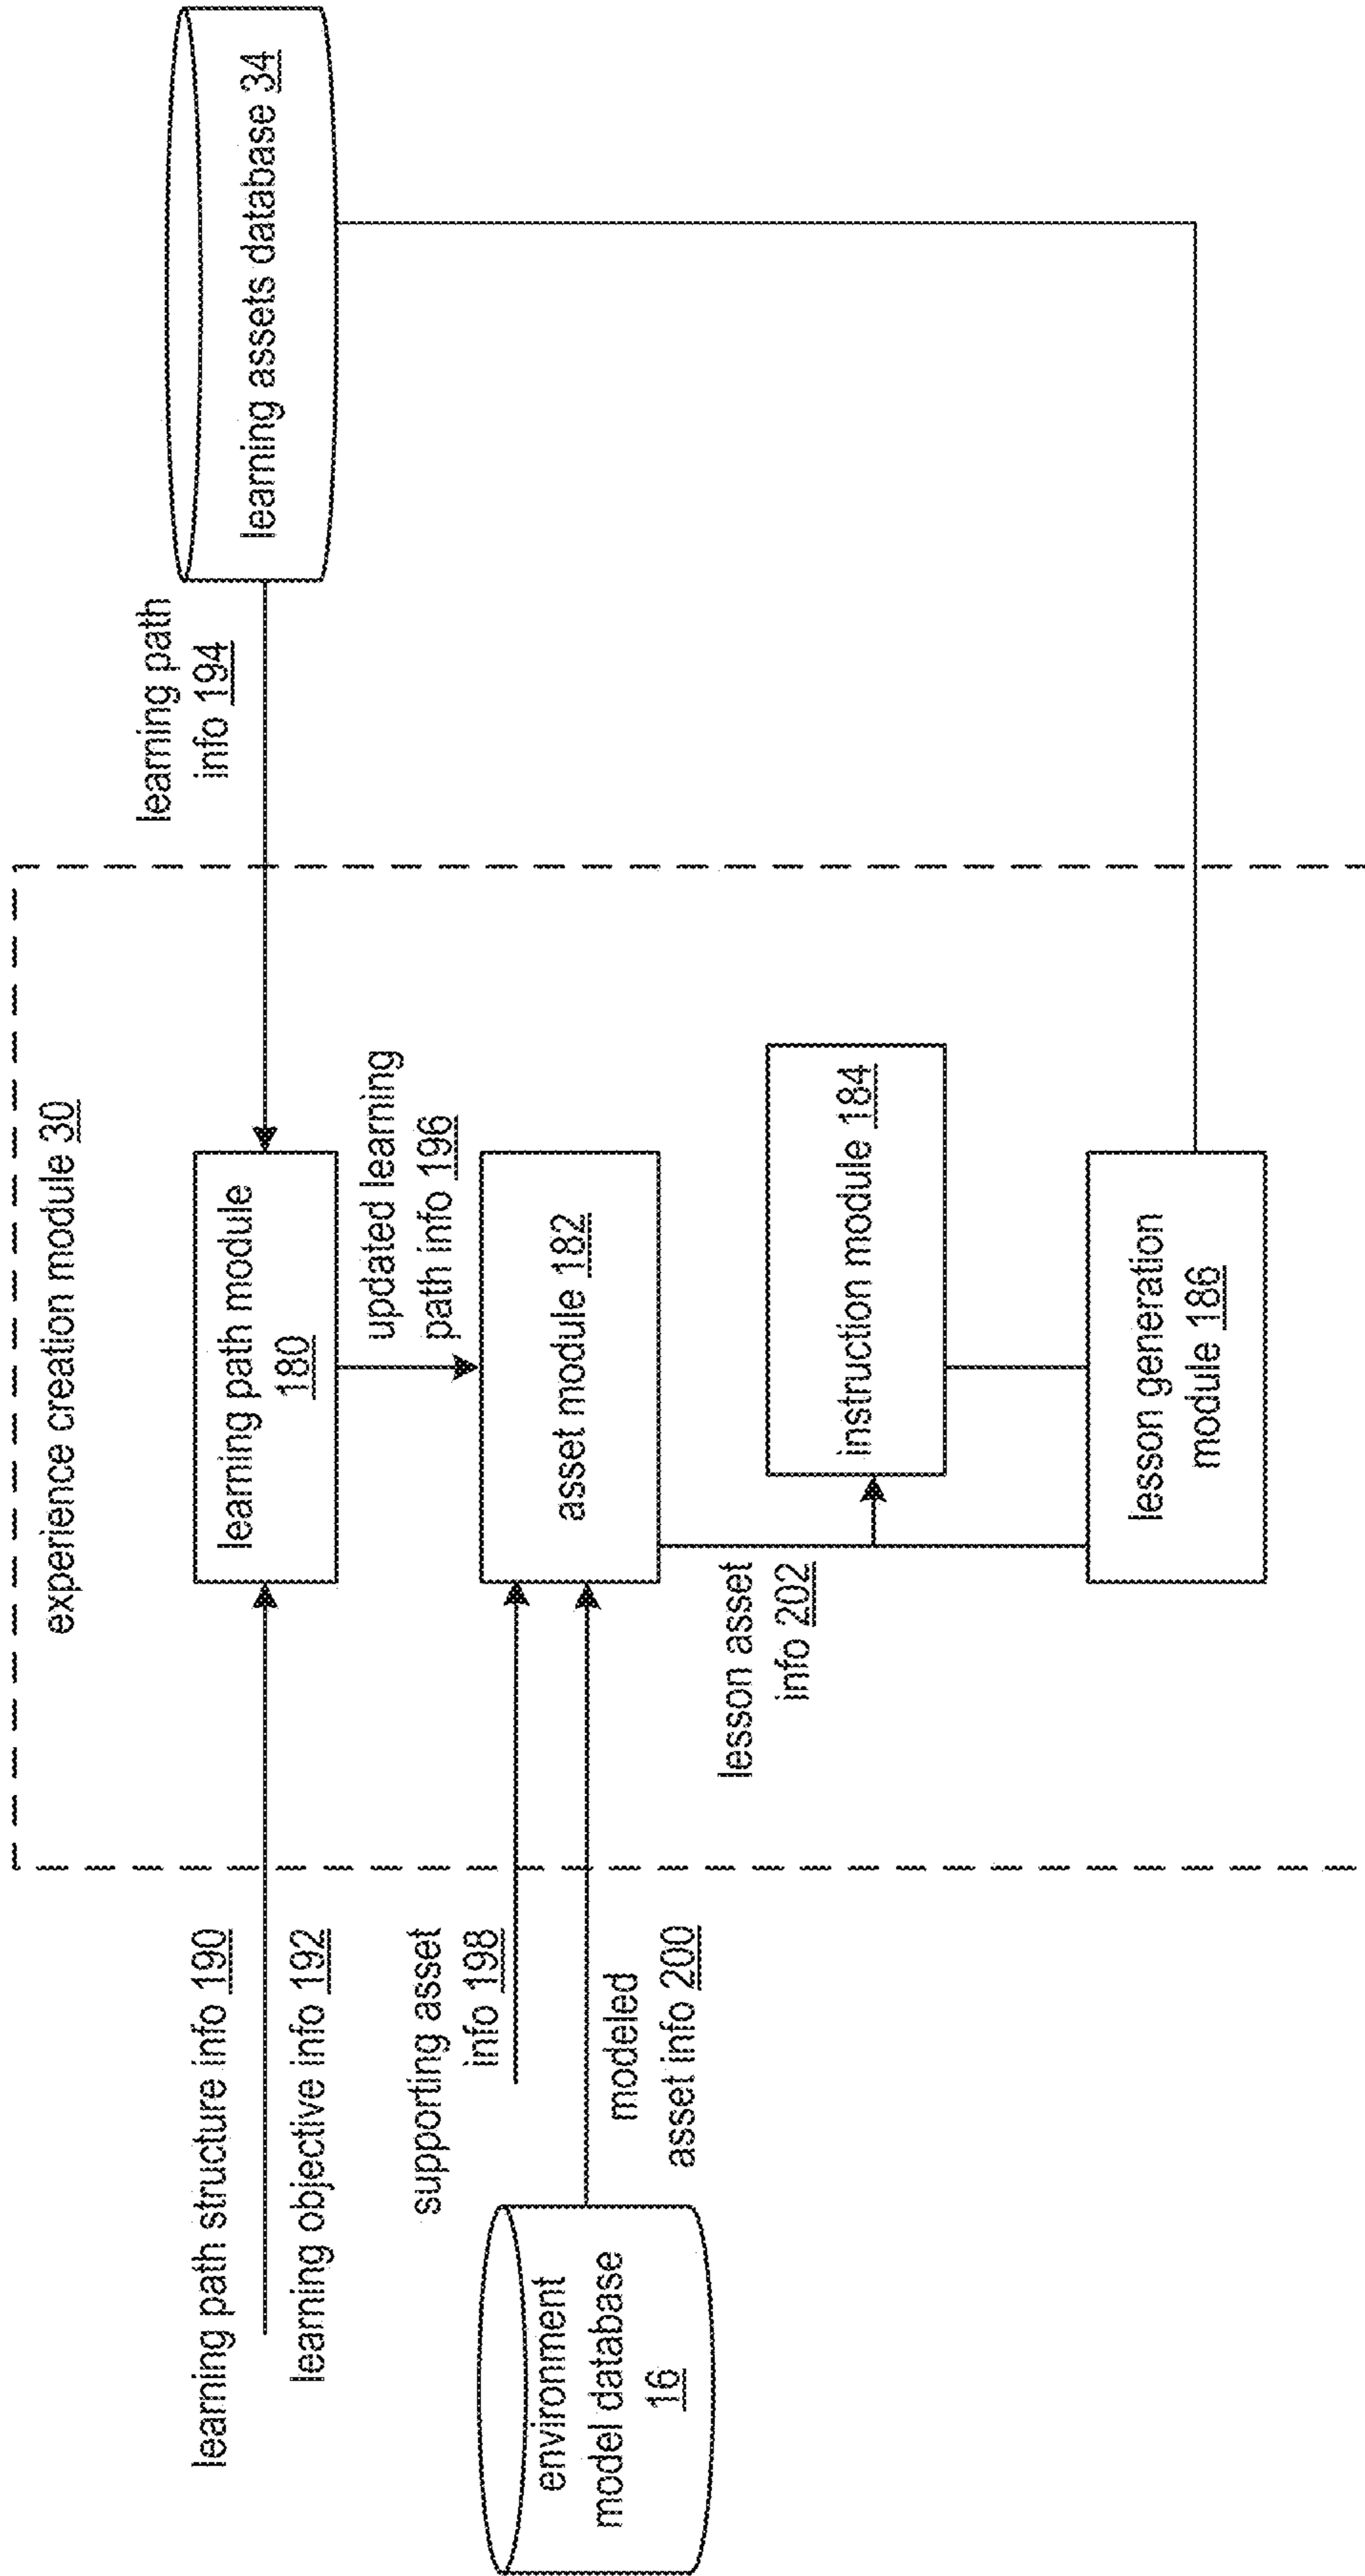 experience creation module 30
learning path structure info 190
learning objective info 192
learning path module
180
learning path
info 194
learning assets database 34
updated learning
path info 196
supporting asset
info 198
environment
model database
16
modeled
asset info 200
asset module 182
lesson asset
info 202
instruction module 184
lesson generation
module 186